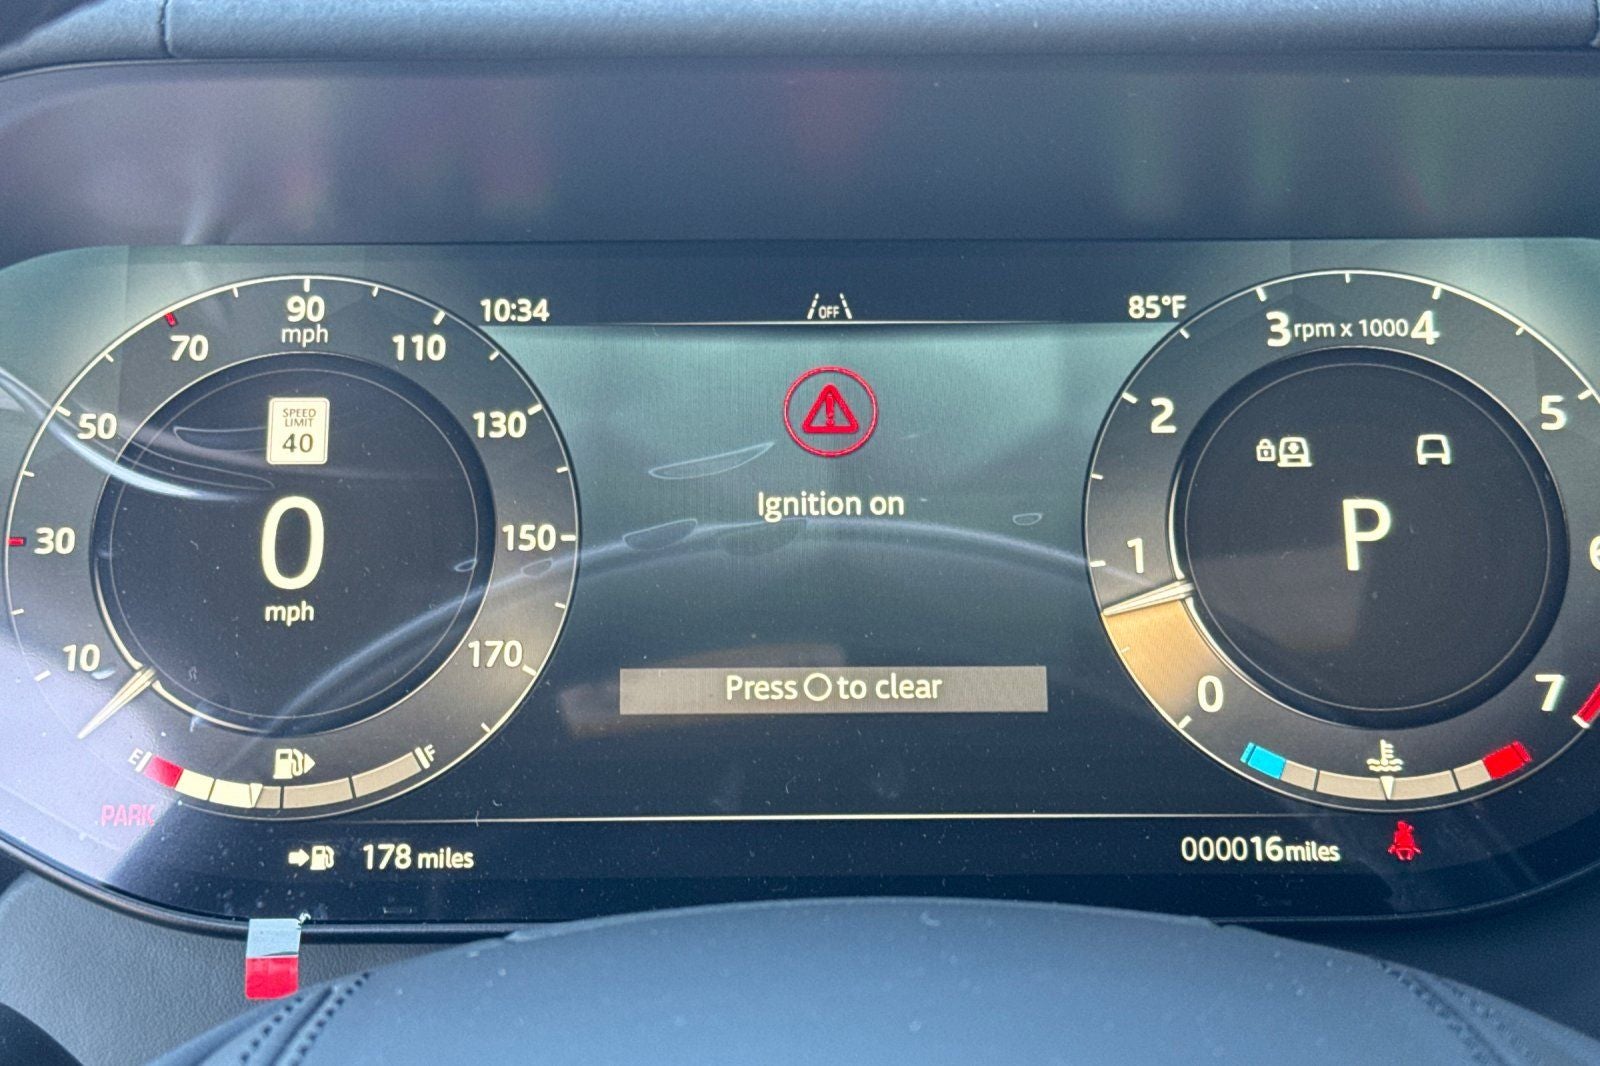 10:34
OFF
85°F
10
30
50
70
90
mph
110
130
150
170
SPEED
LIMIT
40
0
mph
E
F
PARK
178 miles
Ignition on
Press to clear
0
1
2
3 rpm x 1000 4
5
6
7
P
000016 miles